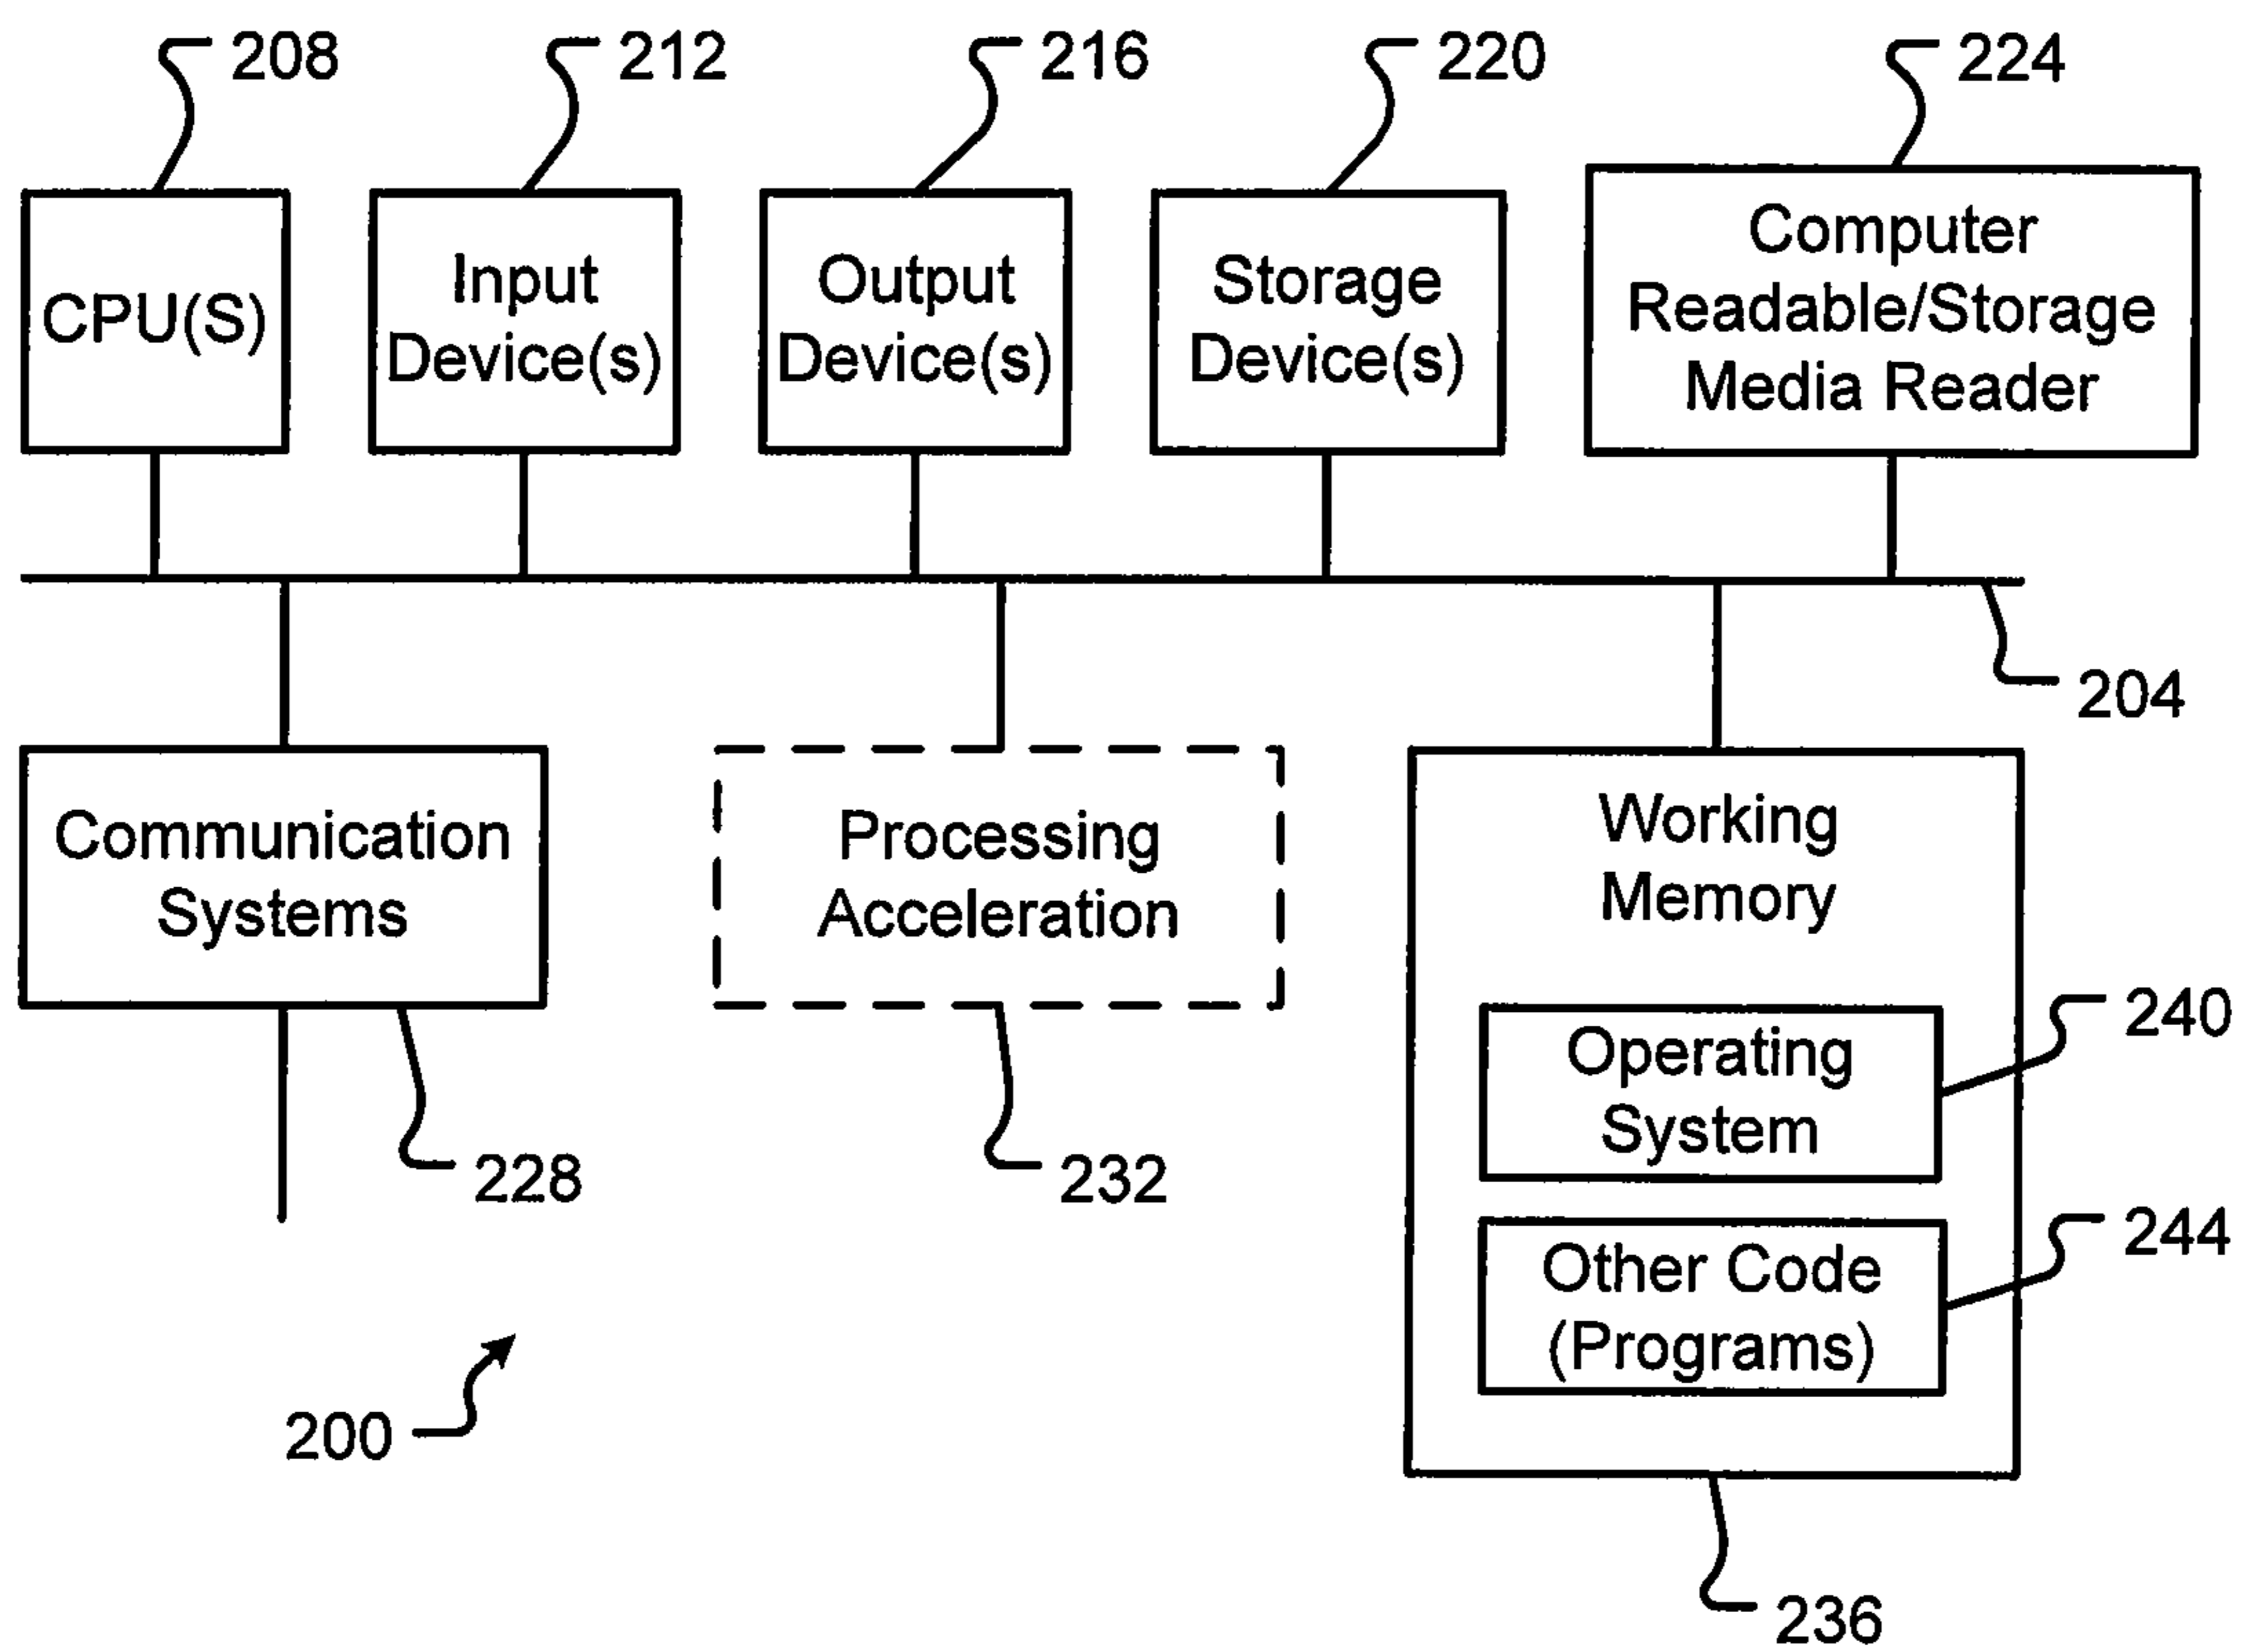 208
212
216
220
224
CPU(S)
Input
Device(s)
Output
Device(s)
Storage
Device(s)
Computer
Readable/Storage
Media Reader
204
Communication
Systems
228
Processing
Acceleration
232
Working
Memory
Operating
System
240
Other Code
(Programs)
244
200
236